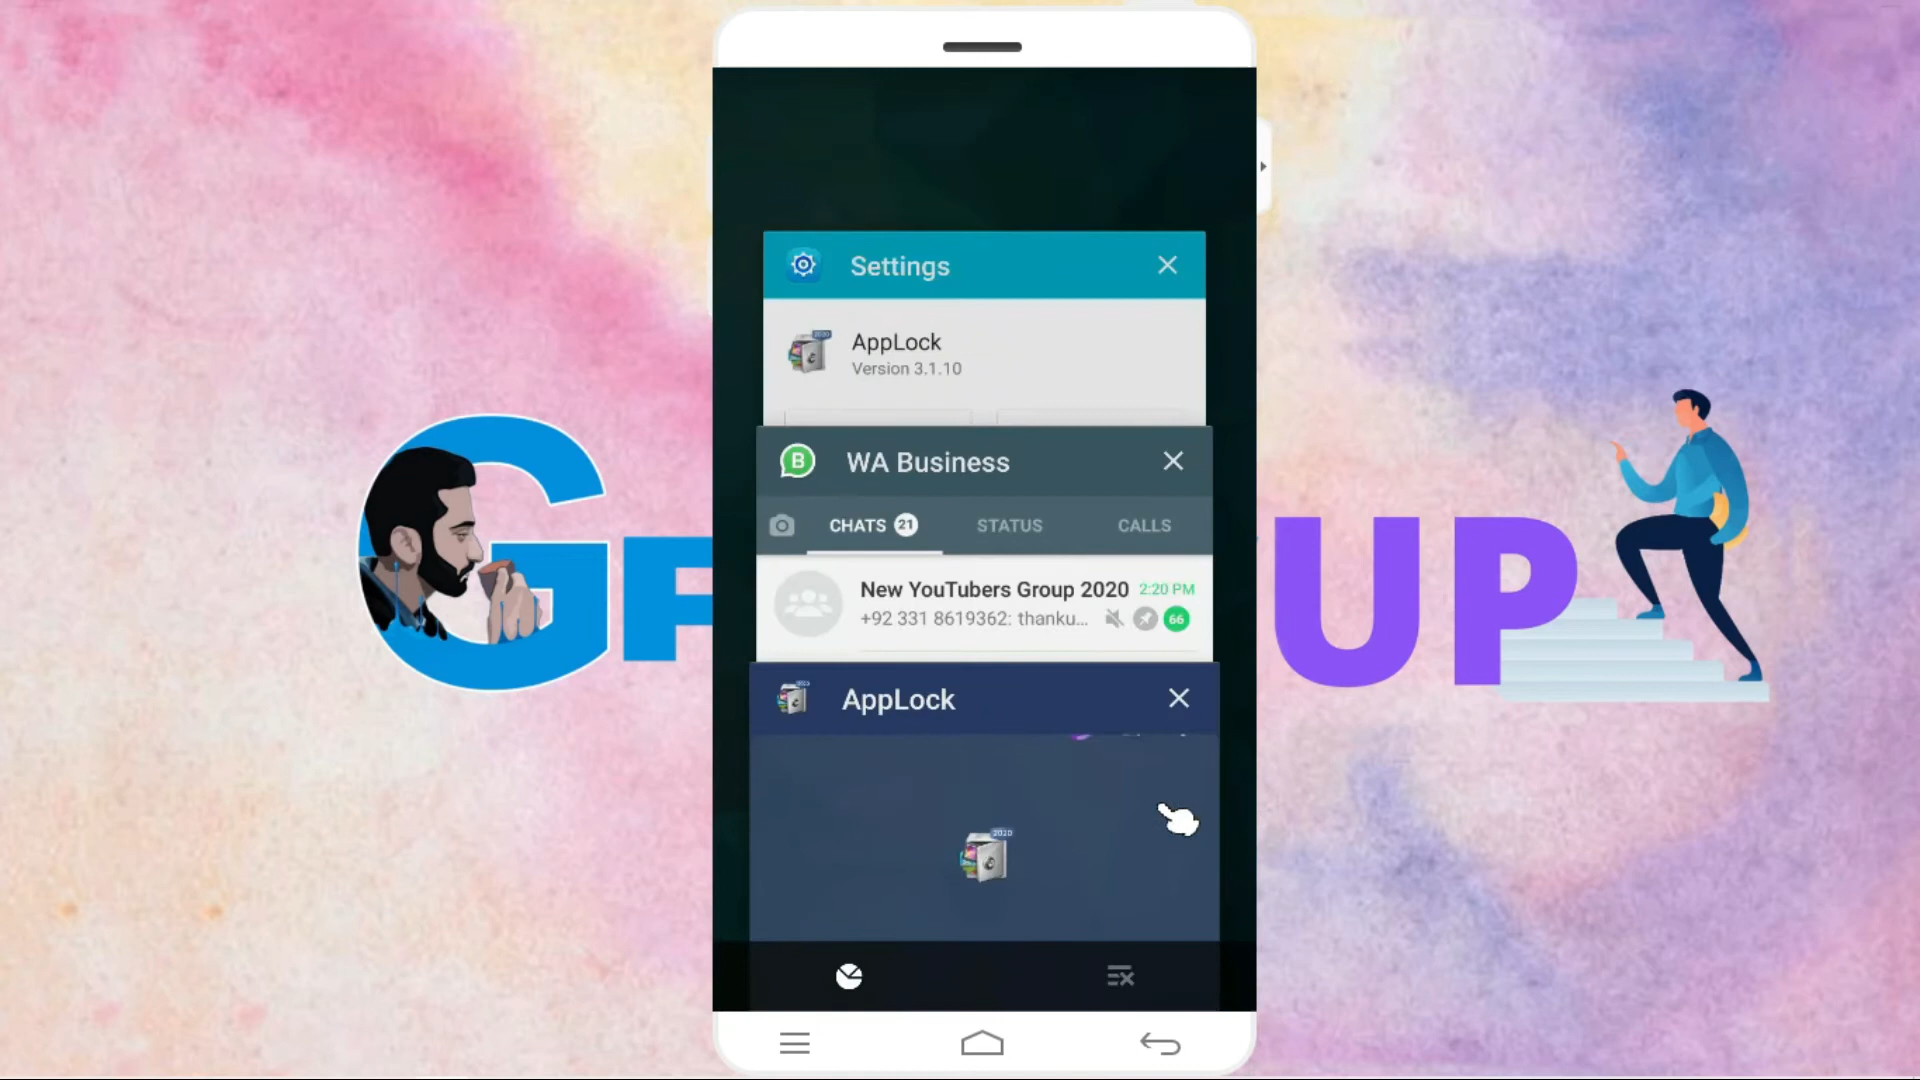 Settings
AppLock
Version 3.1.10
WA Business
CHATS 21
STATUS
CALLS
New YouTubers Group 2020 2:20 PM
+92 331 8619362: thanku... 66
AppLock
2020
G
UP